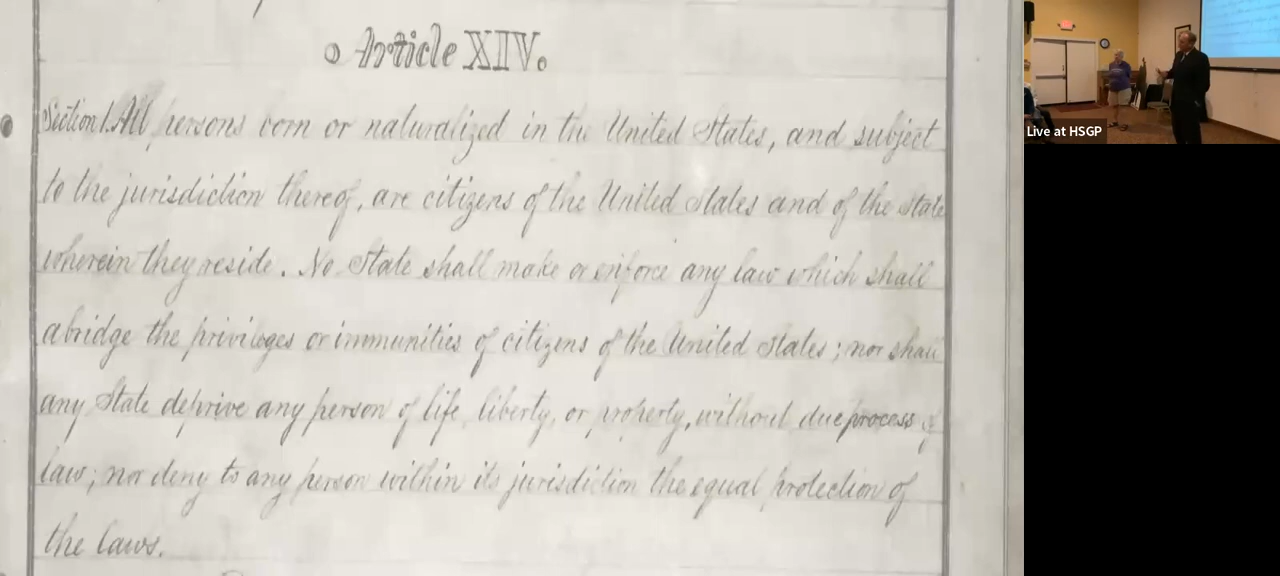 Article XIV.
Section 1. All persons born or naturalized in the United States, and subject
to the jurisdiction thereof, are citizens of the United States and of the State
wherein they reside. No State shall make or enforce any law which shall
abridge the privileges or immunities of citizens of the United States; nor shall
any State deprive any person of life, liberty, or property, without due process of
law; nor deny to any person within its jurisdiction the equal protection of
the laws.
Live at HSGP